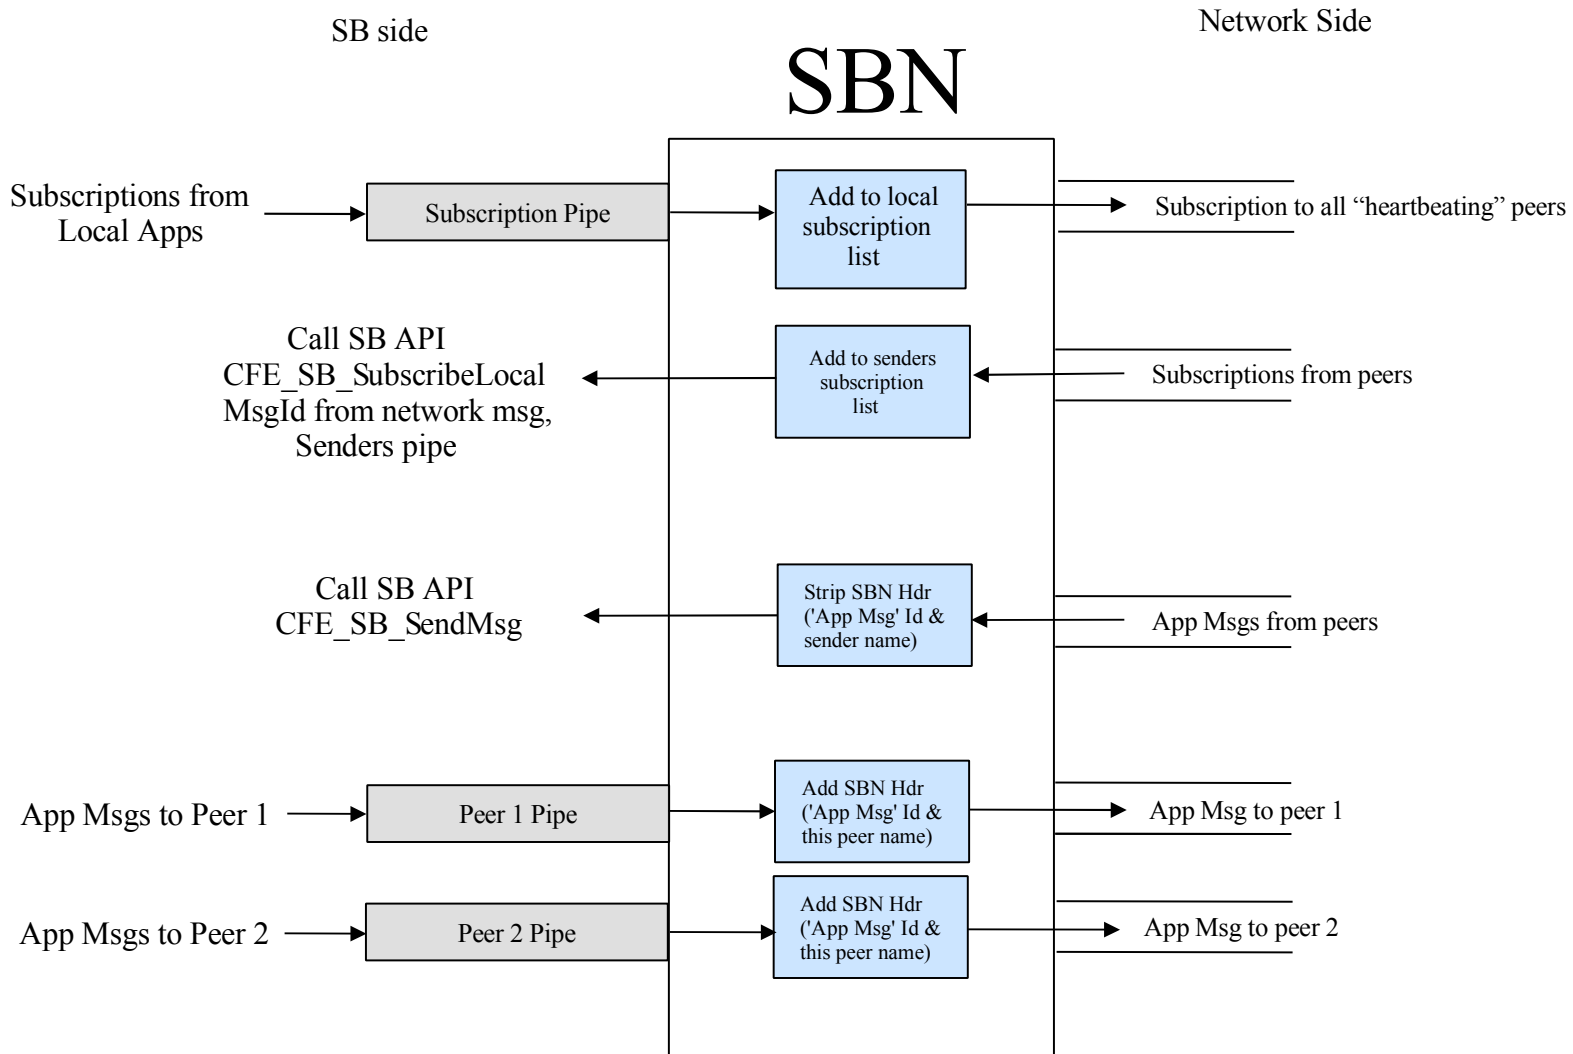 SB side
Network Side
SBN
Subscriptions from
Local Apps
Subscription Pipe
Add to local
subscription
list
Subscription to all “heartbeating” peers
Call SB API
CFE_SB_SubscribeLocal
MsgId from network msg,
Senders pipe
Add to senders
subscription
list
Subscriptions from peers
Call SB API
CFE_SB_SendMsg
Strip SBN Hdr
('App Msg' Id &
sender name)
App Msgs from peers
App Msgs to Peer 1
Peer 1 Pipe
Add SBN Hdr
('App Msg' Id &
this peer name)
App Msg to peer 1
App Msgs to Peer 2
Peer 2 Pipe
Add SBN Hdr
('App Msg' Id &
this peer name)
App Msg to peer 2